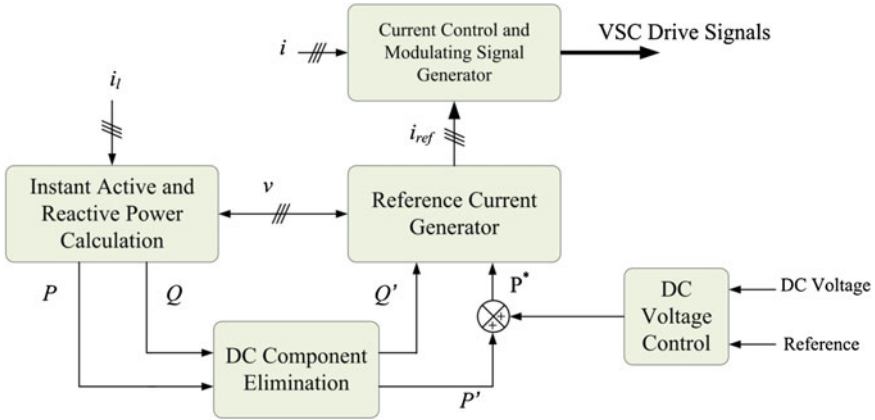 Current Control and
Modulating Signal
Generator
VSC Drive Signals
i
i_l
i_ref
Instant Active and
Reactive Power
Calculation
v
Reference Current
Generator
P
Q
Q'
P*
DC
Voltage
Control
DC Voltage
Reference
+
+
DC Component
Elimination
P'